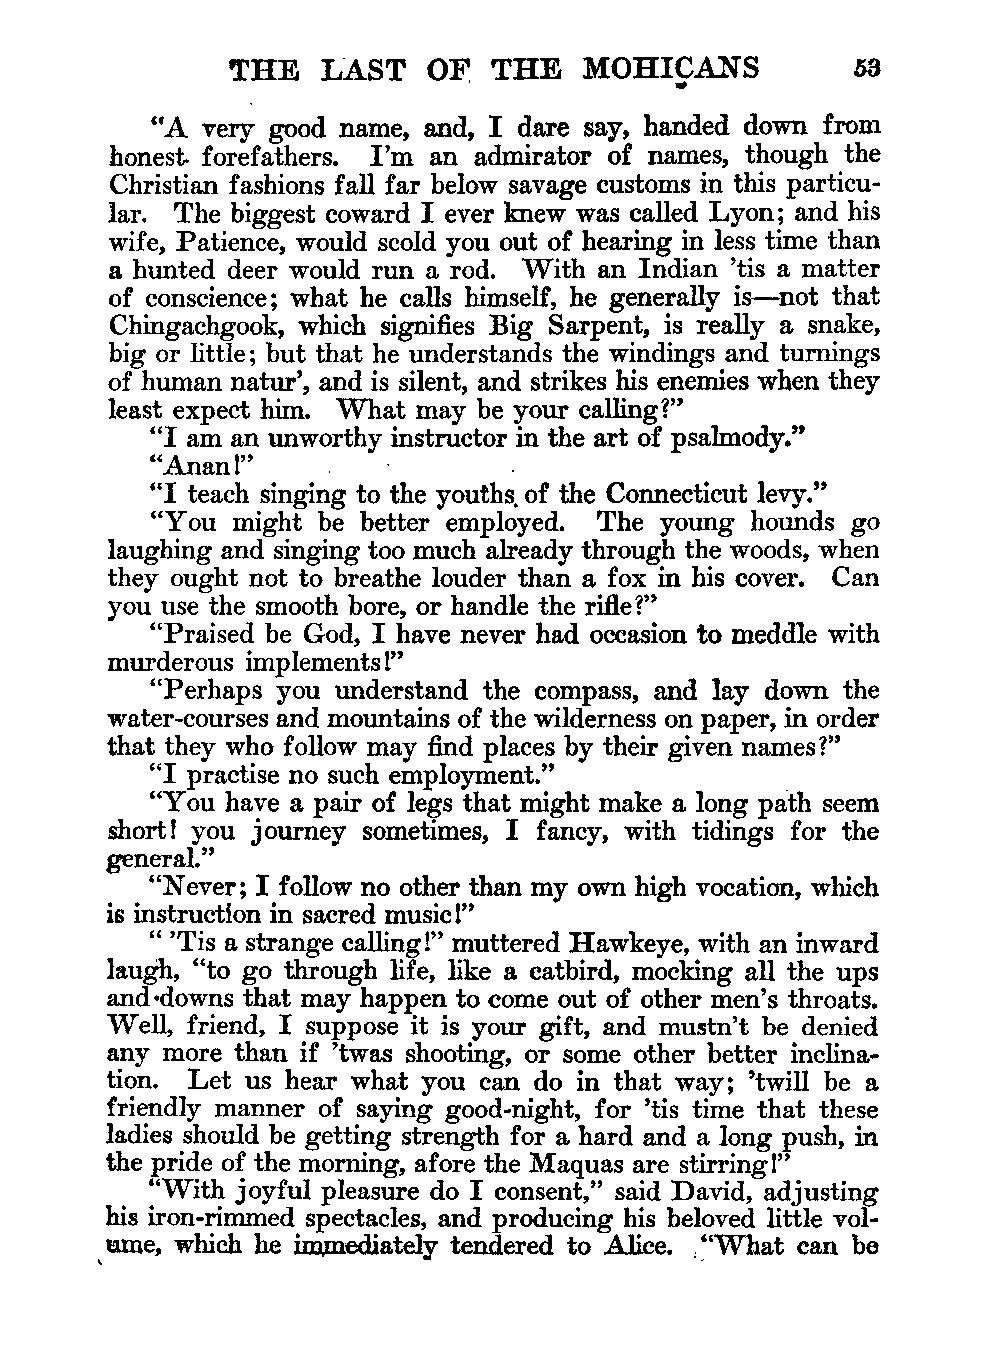 THE LAST OF THE MOHICANS 53
"A very good name, and, I dare say, handed down from
honest forefathers. I'm an admirator of names, though the
Christian fashions fall far below savage customs in this particu-
lar. The biggest coward I ever knew was called Lyon; and his
wife, Patience, would scold you out of hearing in less time than
a hunted deer would run a rod. With an Indian 'tis a matter
of conscience; what he calls himself, he generally is—not that
Chingachgook, which signifies Big Sarpent, is really a snake,
big or little; but that he understands the windings and turnings
of human natur', and is silent, and strikes his enemies when they
least expect him. What may be your calling?"
"I am an unworthy instructor in the art of psalmody."
"Anan!"
"I teach singing to the youths of the Connecticut levy."
"You might be better employed. The young hounds go
laughing and singing too much already through the woods, when
they ought not to breathe louder than a fox in his cover. Can
you use the smooth bore, or handle the rifle?"
"Praised be God, I have never had occasion to meddle with
murderous implements!"
"Perhaps you understand the compass, and lay down the
water-courses and mountains of the wilderness on paper, in order
that they who follow may find places by their given names?"
"I practise no such employment."
"You have a pair of legs that might make a long path seem
short! you journey sometimes, I fancy, with tidings for the
general."
"Never; I follow no other than my own high vocation, which
is instruction in sacred music!"
" 'Tis a strange calling!" muttered Hawkeye, with an inward
laugh, "to go through life, like a catbird, mocking all the ups
and downs that may happen to come out of other men's throats.
Well, friend, I suppose it is your gift, and mustn't be denied
any more than if 'twas shooting, or some other better inclina-
tion. Let us hear what you can do in that way; 'twill be a
friendly manner of saying good-night, for 'tis time that these
ladies should be getting strength for a hard and a long push, in
the pride of the morning, afore the Maquas are stirring!"
"With joyful pleasure do I consent," said David, adjusting
his iron-rimmed spectacles, and producing his beloved little vol-
ume, which he immediately tendered to Alice. "What can be